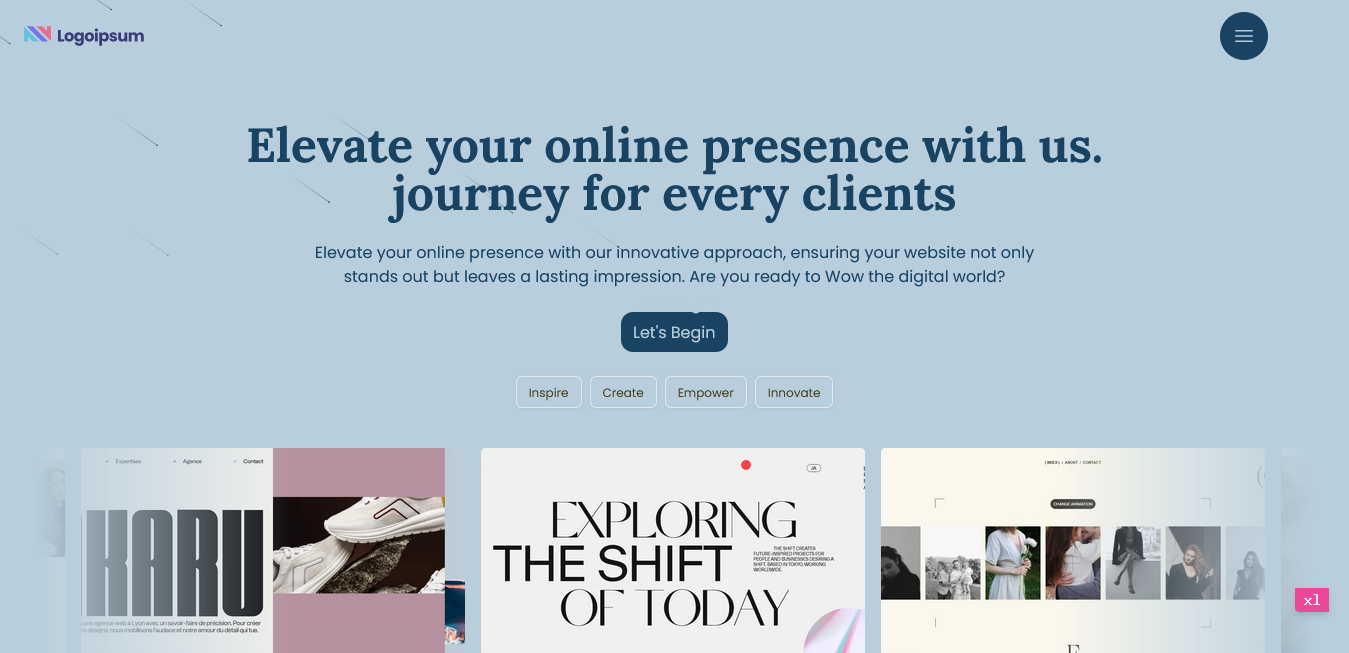 Logoipsum
Elevate your online presence with us.
journey for every clients
Elevate your online presence with our innovative approach, ensuring your website not only
stands out but leaves a lasting impression. Are you ready to Wow the digital world?
Let's Begin
Inspire
Create
Empower
Innovate
Expertises
Agence
Contact
KARU
une agence web à Lyon avec un savoir-faire de précision. Pour créer
es designs, nous mobilisons l'audace et notre amour du détail qui tue.
JA
EXPLORING
THE SHIFT
OF TODAY
THE SHIFT CREATES
FUTURE-INSPIRED PROJECTS FOR
PEOPLE AND BUSINESSES DESIRING A
SHIFT. BASED IN TOKYO, WORKING
WORLDWIDE.
(INDEX) / ABOUT / CONTACT
CHANGE ANIMATION
x1